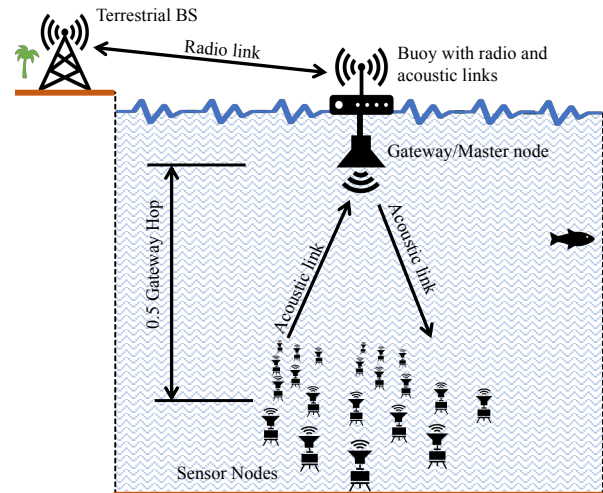 Terrestrial BS
Radio link
Buoy with radio and
acoustic links
Gateway/Master node
0.5 Gateway Hop
Acoustic link
Acoustic link
Sensor Nodes